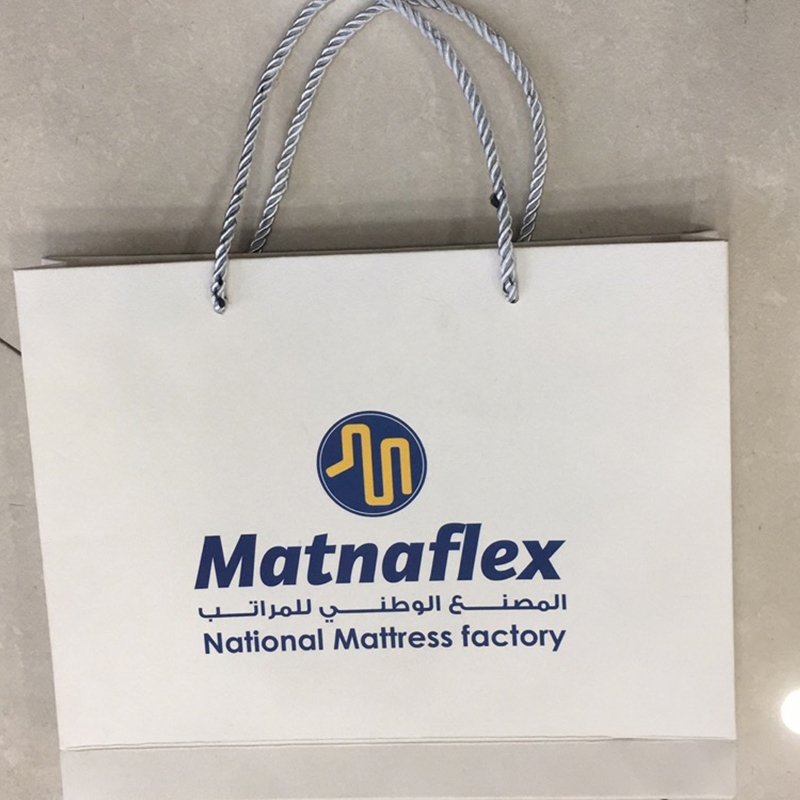 Matnaflex
المصنع الوطني للمراتب
National Mattress factory